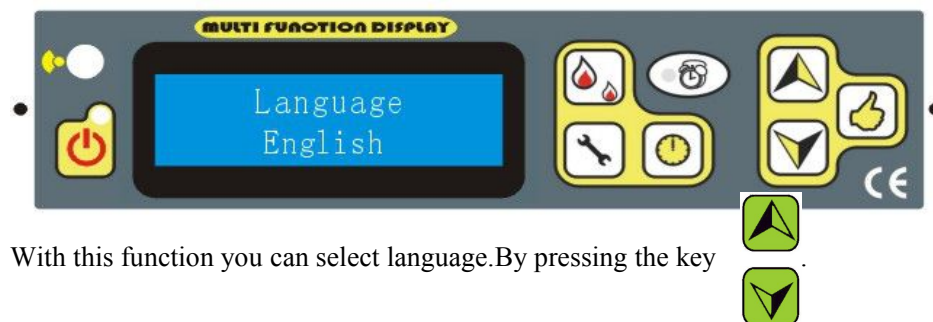 MULTI FUNCTION DISPLAY
Language
English
CE
With this function you can select language.By pressing the key .